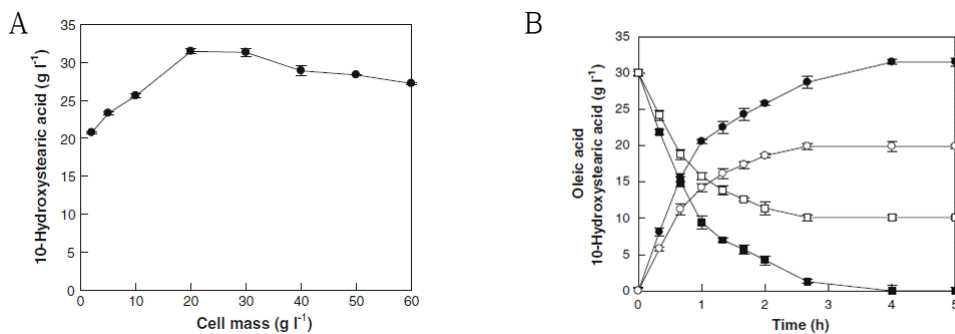 A
35
30
25
20
15
10
5
0
10-Hydroxystearic acid (g l⁻¹)
0 10 20 30 40 50 60
Cell mass (g l⁻¹)
B
35
30
25
20
15
10
5
0
Oleic acid
10-Hydroxystearic acid (g l⁻¹)
0 1 2 3 4 5
Time (h)